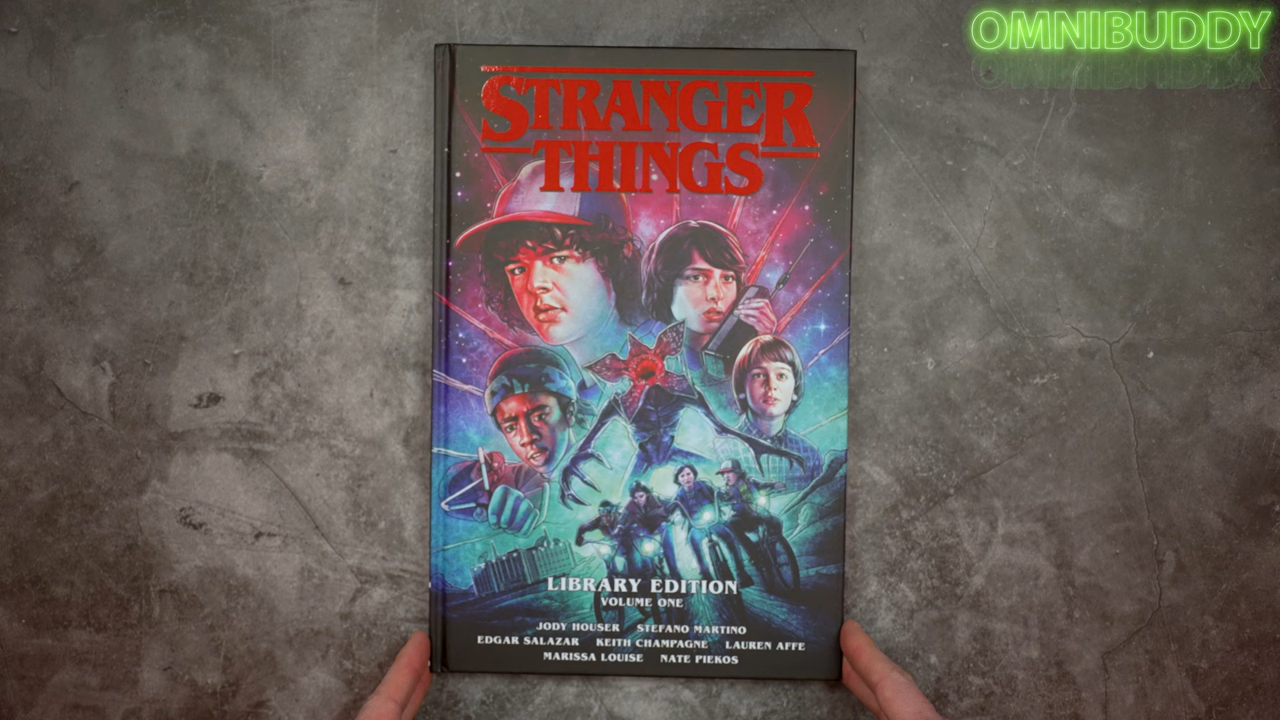 OMNIBUDDY
STRANGER
THINGS
LIBRARY EDITION
VOLUME ONE
JODY HOUSER STEFANO MARTINO
EDGAR SALAZAR KEITH CHAMPAGNE LAUREN AFFE
MARISSA LOUISE NATE PIEKOS